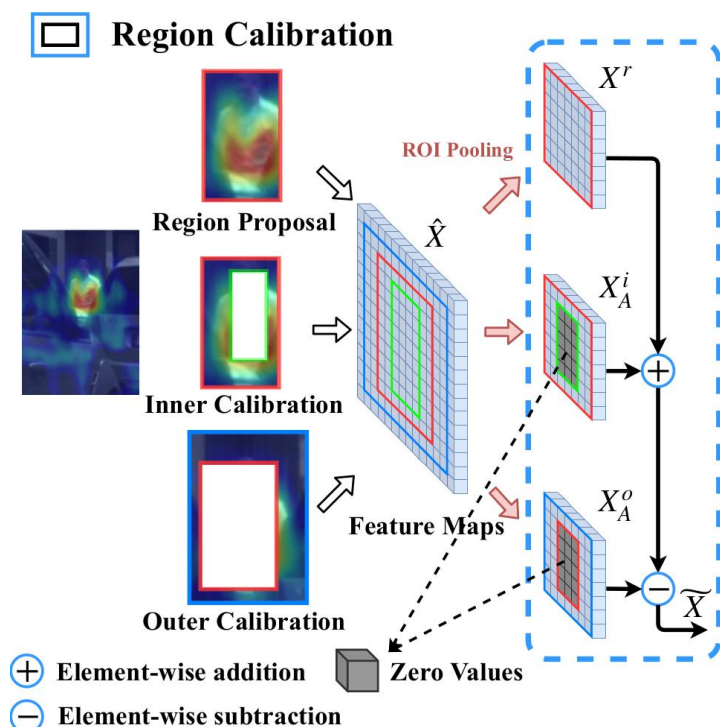 Region Calibration
X^r
ROI Pooling
Region Proposal
X̂
X_A^i
Inner Calibration
Feature Maps
X_A^o
Outer Calibration
X̃
Element-wise addition
Zero Values
Element-wise subtraction